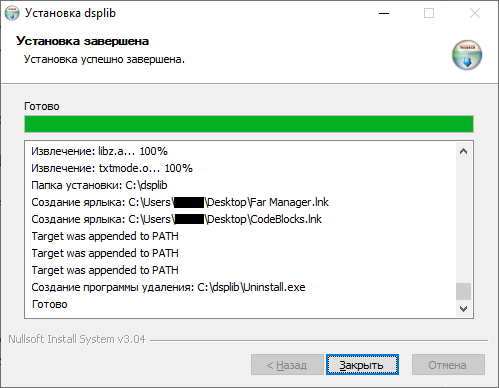 Установка dsplib
Установка завершена
Установка успешно завершена.
Готово
Извлечение: libz.a... 100%
Извлечение: txtmode.o... 100%
Папка установки: C:\dsplib
Создание ярлыка: C:\Users\ \Desktop\Far Manager.lnk
Создание ярлыка: C:\Users\ \Desktop\CodeBlocks.lnk
Target was appended to PATH
Target was appended to PATH
Target was appended to PATH
Создание программы удаления: C:\dsplib\Uninstall.exe
Готово
Nullsoft Install System v3.04
< Назад
Закрыть
Отмена